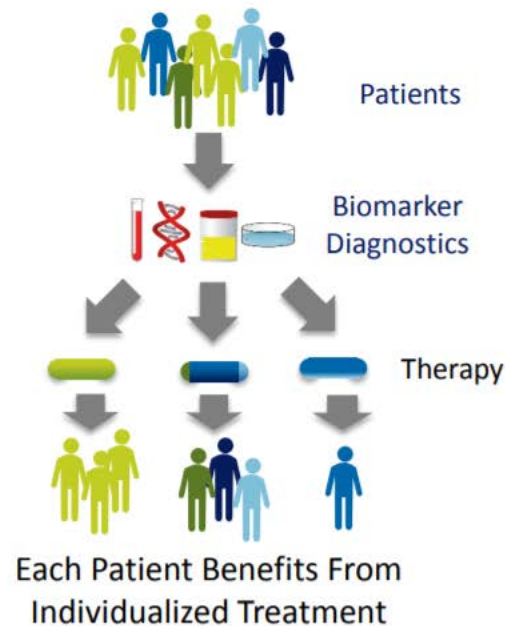 Patients
Biomarker
Diagnostics
Therapy
Each Patient Benefits From
Individualized Treatment